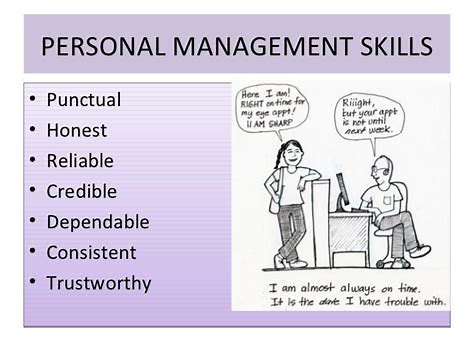 PERSONAL MANAGEMENT SKILLS
• Punctual
• Honest
• Reliable
• Credible
• Dependable
• Consistent
• Trustworthy
Here I am!
RIGHT on time for
my eye appt!
11 AM SHARP
Riiight,
but your appt
is not until
next week.
I am almost always on time.
It is the date I have trouble with.